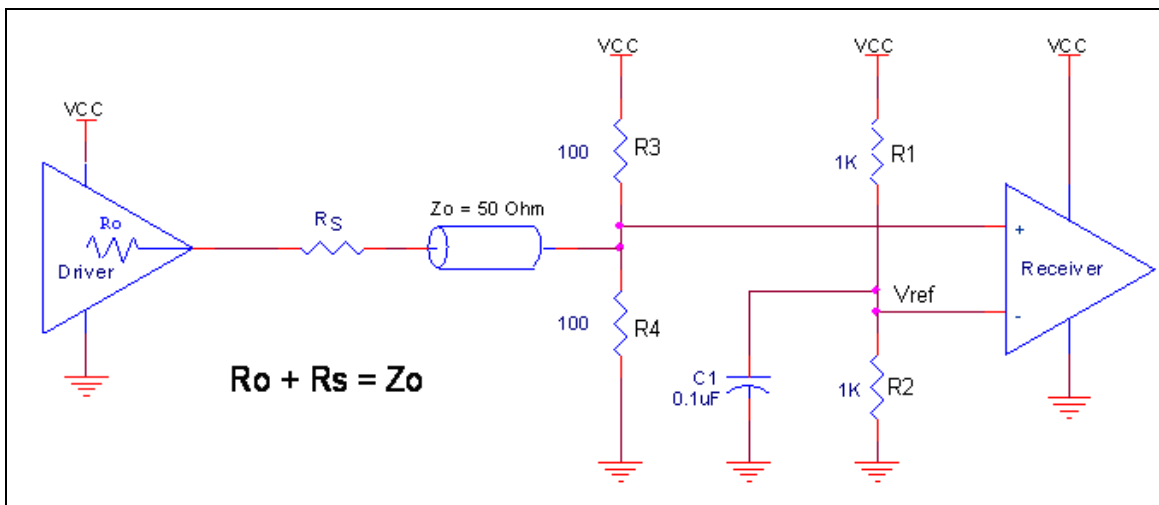 VCC
VCC
VCC
VCC
Ro
Driver
RS
Zo = 50 Ohm
100
R3
1K
R1
+
Receiver
-
Vref
100
R4
C1
0.1uF
1K
R2
Ro + Rs = Zo